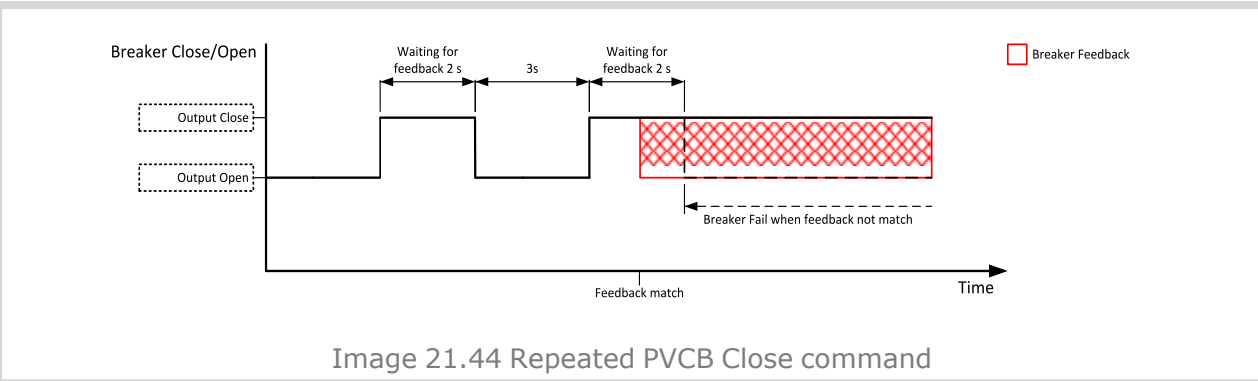 Breaker Close/Open
Waiting for
feedback 2 s
3s
Waiting for
feedback 2 s
Breaker Feedback
Output Close
Output Open
Breaker Fail when feedback not match
Feedback match
Time
Image 21.44 Repeated PVCB Close command